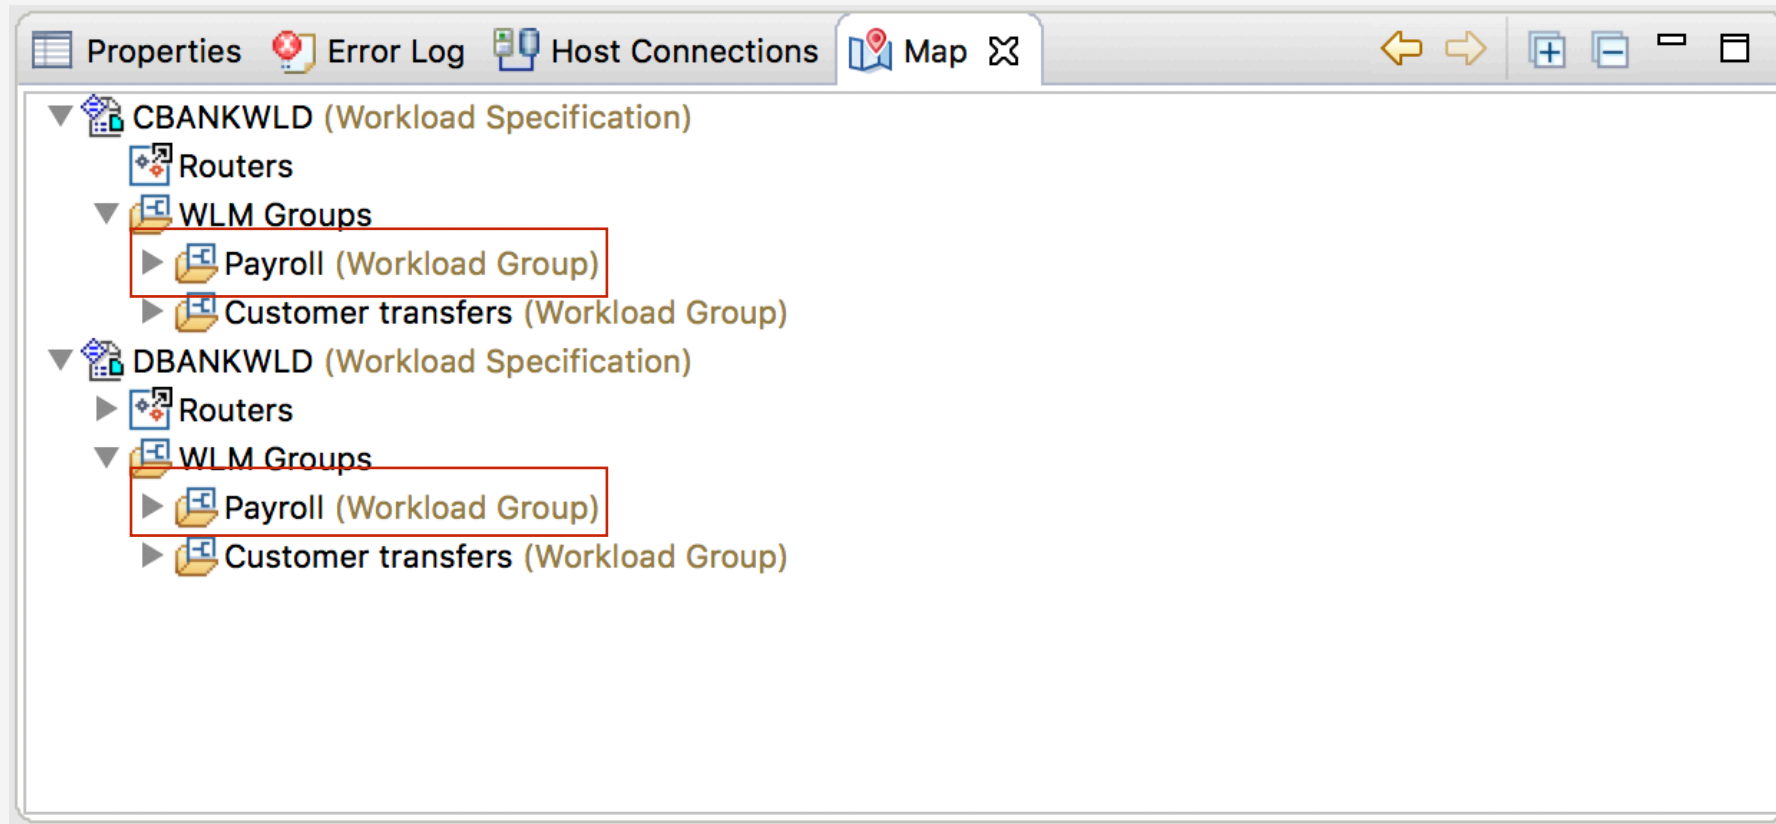 Properties Error Log Host Connections Map
CBANKWLD (Workload Specification)
Routers
WLM Groups
Payroll (Workload Group)
Customer transfers (Workload Group)
DBANKWLD (Workload Specification)
Routers
WLM Groups
Payroll (Workload Group)
Customer transfers (Workload Group)